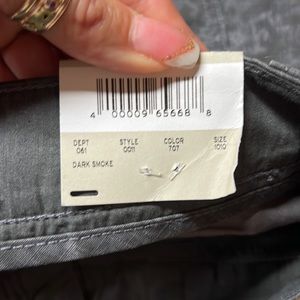 4 00009 65668 8
DEPT STYLE COLOR SIZE
061 0011 707 1010
DARK SMOKE